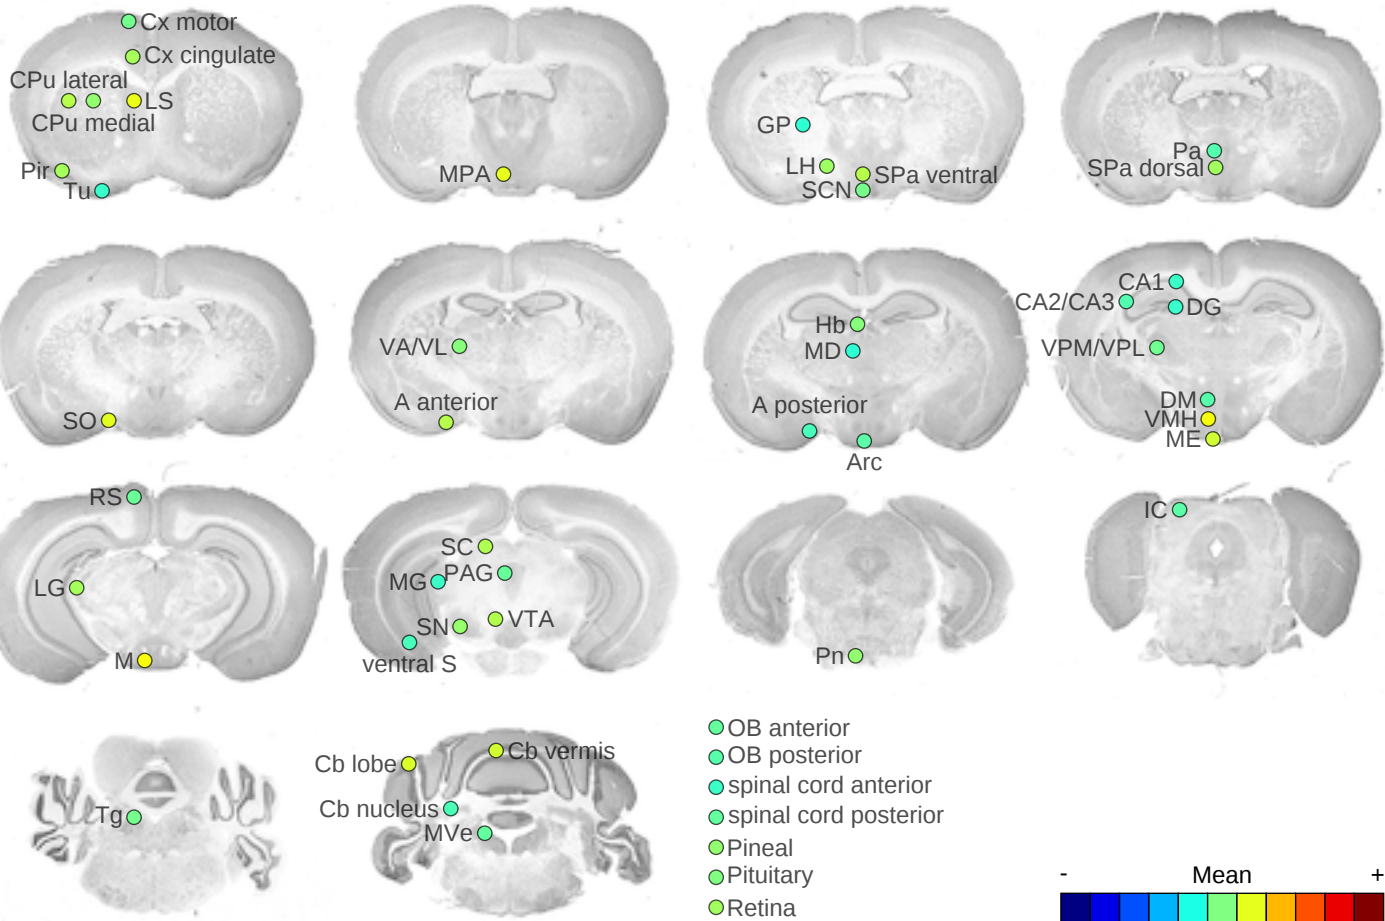 Cx motor
Cx cingulate
CPu lateral
LS
CPu medial
Pir
Tu
MPA
GP
LH
SPa ventral
SCN
Pa
SPa dorsal
SO
VA/VL
A anterior
Hb
MD
A posterior
Arc
CA1
CA2/CA3
DG
VPM/VPL
DM
VMH
ME
RS
LG
M
SC
MG
PAG
SN
VTA
ventral S
Pn
IC
Tg
Cb lobe
Cb vermis
Cb nucleus
MVe
OB anterior
OB posterior
spinal cord anterior
spinal cord posterior
Pineal
Pituitary
Retina
- Mean +